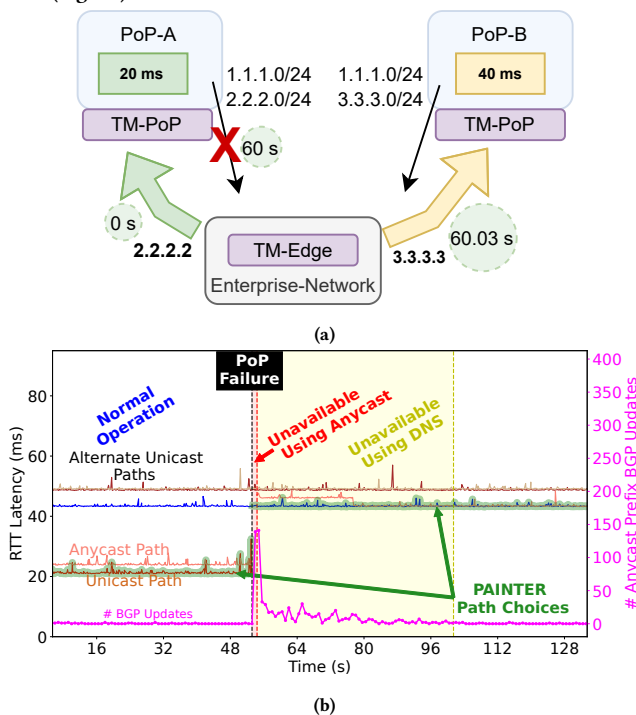 PoP-A
PoP-B
20 ms
40 ms
1.1.1.0/24
2.2.2.0/24
1.1.1.0/24
3.3.3.0/24
TM-PoP
TM-PoP
X
60 s
0 s
2.2.2.2
60.03 s
3.3.3.3
TM-Edge
Enterprise-Network
(a)
PoP
Failure
Normal
Operation
Unavailable
Using Anycast
Unavailable
Using DNS
Alternate Unicast
Paths
Anycast Path
Unicast Path
# BGP Updates
PAINTER
Path Choices
RTT Latency (ms)
80
60
40
20
0
16
32
48
64
80
96
112
128
Time (s)
400
350
300
250
200
150
100
50
0
# Anycast Prefix BGP Updates
(b)